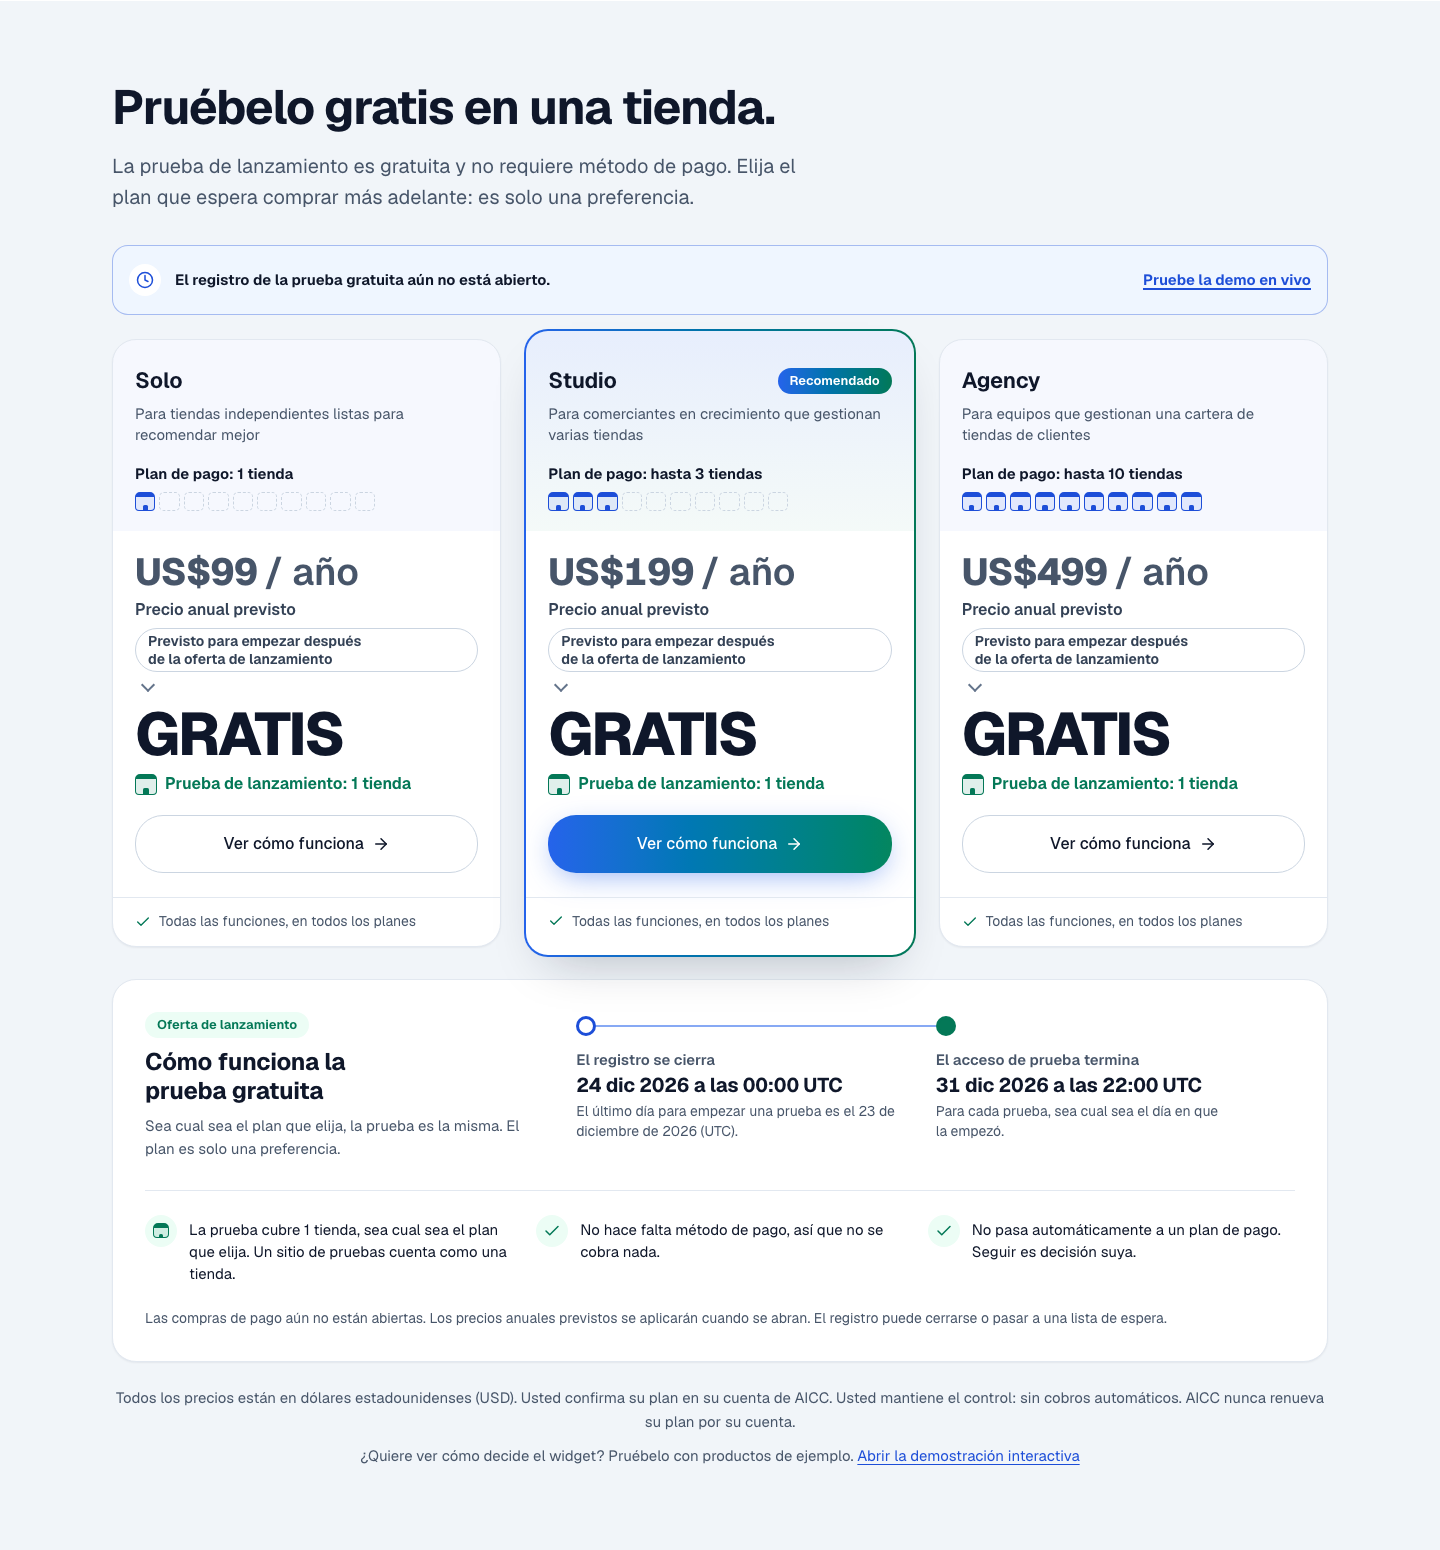 Pruébelo gratis en una tienda.
La prueba de lanzamiento es gratuita y no requiere método de pago. Elija el
plan que espera comprar más adelante: es solo una preferencia.
El registro de la prueba gratuita aún no está abierto.
Pruebe la demo en vivo
Solo
Para tiendas independientes listas para
recomendar mejor
Plan de pago: 1 tienda
US$99 / año
Precio anual previsto
Previsto para empezar después
de la oferta de lanzamiento
GRATIS
Prueba de lanzamiento: 1 tienda
Ver cómo funciona
Todas las funciones, en todos los planes
Studio
Recomendado
Para comerciantes en crecimiento que gestionan
varias tiendas
Plan de pago: hasta 3 tiendas
US$199 / año
Precio anual previsto
Previsto para empezar después
de la oferta de lanzamiento
GRATIS
Prueba de lanzamiento: 1 tienda
Ver cómo funciona
Todas las funciones, en todos los planes
Agency
Para equipos que gestionan una cartera de
tiendas de clientes
Plan de pago: hasta 10 tiendas
US$499 / año
Precio anual previsto
Previsto para empezar después
de la oferta de lanzamiento
GRATIS
Prueba de lanzamiento: 1 tienda
Ver cómo funciona
Todas las funciones, en todos los planes
Oferta de lanzamiento
Cómo funciona la
prueba gratuita
Sea cual sea el plan que elija, la prueba es la misma. El
plan es solo una preferencia.
El registro se cierra
24 dic 2026 a las 00:00 UTC
El último día para empezar una prueba es el 23 de
diciembre de 2026 (UTC).
El acceso de prueba termina
31 dic 2026 a las 22:00 UTC
Para cada prueba, sea cual sea el día en que
la empezó.
La prueba cubre 1 tienda, sea cual sea el plan
que elija. Un sitio de pruebas cuenta como una
tienda.
No hace falta método de pago, así que no se
cobra nada.
No pasa automáticamente a un plan de pago.
Seguir es decisión suya.
Las compras de pago aún no están abiertas. Los precios anuales previstos se aplicarán cuando se abran. El registro puede cerrarse o pasar a una lista de espera.
Todos los precios están en dólares estadounidenses (USD). Usted confirma su plan en su cuenta de AICC. Usted mantiene el control: sin cobros automáticos. AICC nunca renueva
su plan por su cuenta.
¿Quiere ver cómo decide el widget? Pruébelo con productos de ejemplo. Abrir la demostración interactiva